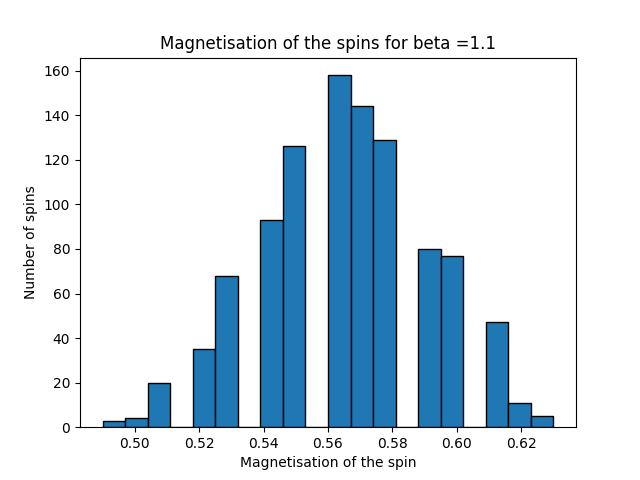 Magnetisation of the spins for beta =1.1
160
140
120
100
80
60
40
20
0
Number of spins
0.50 0.52 0.54 0.56 0.58 0.60 0.62
Magnetisation of the spin